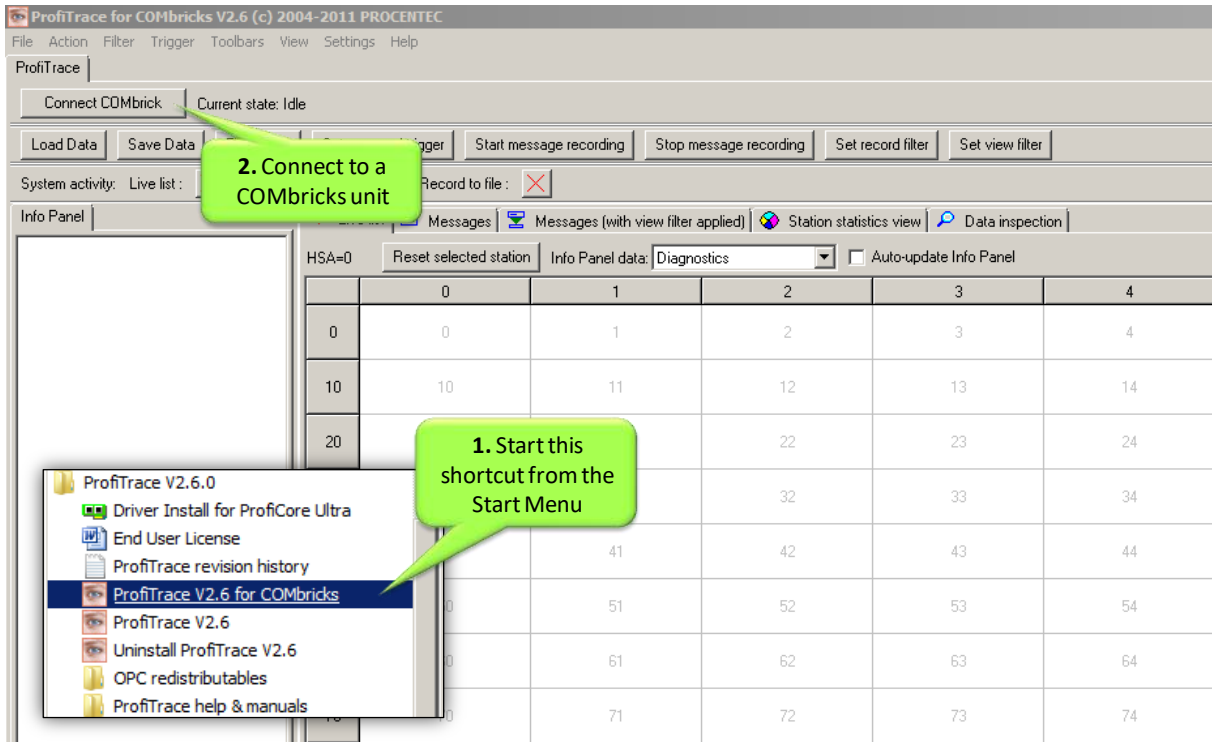 ProfiTrace for COMbricks V2.6 (c) 2004-2011 PROCENTEC
File Action Filter Trigger Toolbars View Settings Help
ProfiTrace
Connect COMbrick Current state: Idle
Load Data Save Data Start message recording Stop message recording Set record filter Set view filter
2. Connect to a
COMbricks unit
System activity: Live list : Record to file :
Info Panel
Messages Messages (with view filter applied) Station statistics view Data inspection
HSA=0 Reset selected station Info Panel data: Diagnostics Auto-update Info Panel
0 1 2 3 4
0 0 1 2 3 4
10 10 11 12 13 14
20 22 23 24
1. Start this
shortcut from the
Start Menu
32 33 34
41 42 43 44
51 52 53 54
61 62 63 64
71 72 73 74
ProfiTrace V2.6.0
Driver Install for ProfiCore Ultra
End User License
ProfiTrace revision history
ProfiTrace V2.6 for COMbricks
ProfiTrace V2.6
Uninstall ProfiTrace V2.6
OPC redistributables
ProfiTrace help & manuals